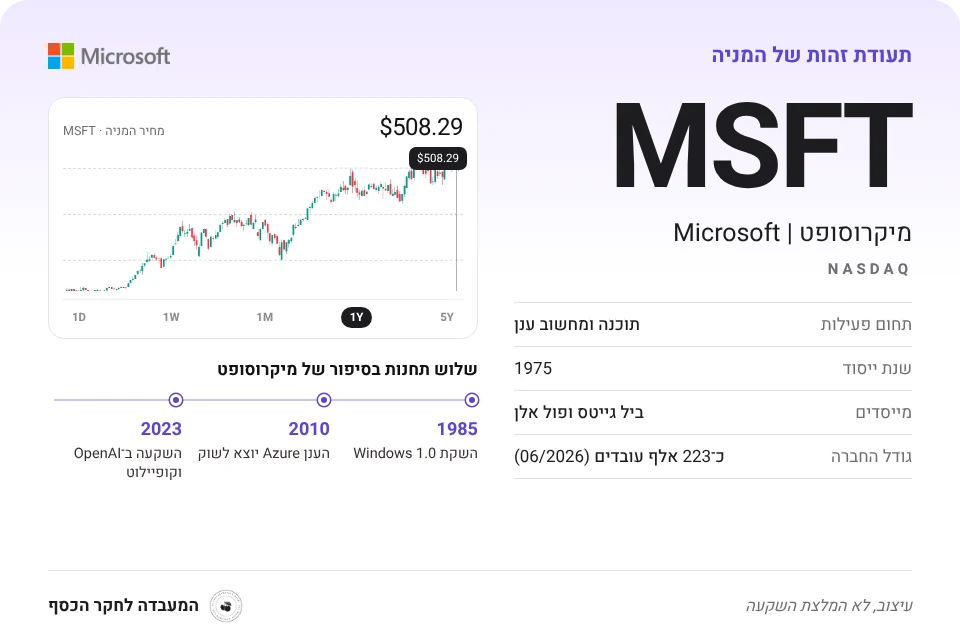 תעודת זהות של המניה
Microsoft
MSFT
מיקרוסופט | Microsoft
NASDAQ
תחום פעילות תוכנה ומחשוב ענן
שנת ייסוד 1975
מייסדים ביל גייטס ופול אלן
גודל החברה כ־223 אלף עובדים (06/2026)
מחיר המניה · MSFT
$508.29
$508.29
1D 1W 1M 1Y 5Y
שלוש תחנות בסיפור של מיקרוסופט
1985
השקת Windows 1.0
2010
הענן Azure יוצא לשוק
2023
השקעה ב־OpenAI
וקופיילוט
עיצוב, לא המלצת השקעה
המעבדה לחקר הכסף